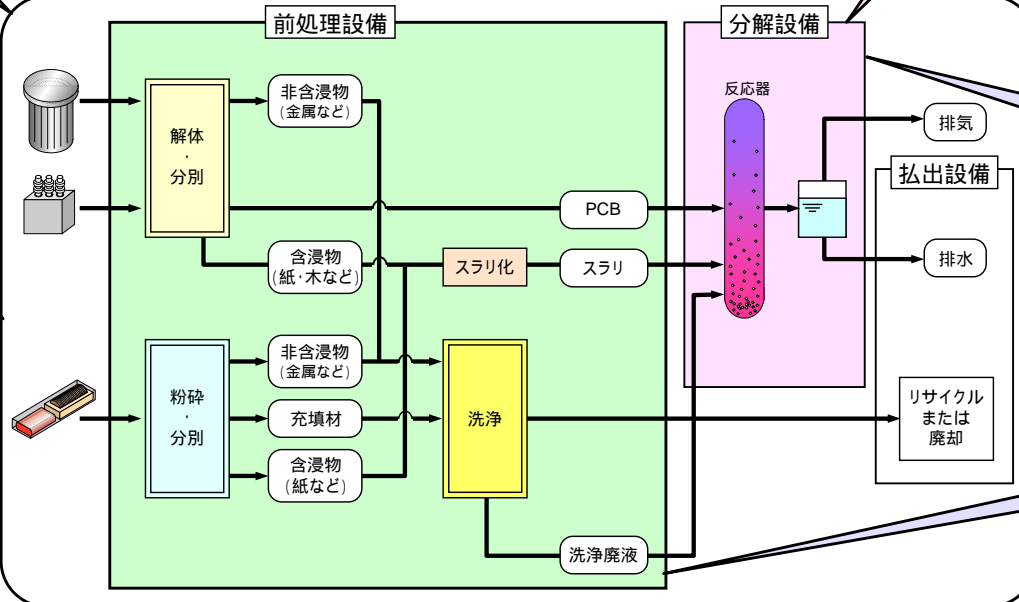 前処理設備
分解設備
反応器
非含浸物
(金属など)
解体
・
分別
排気
払出設備
PCB
含浸物
(紙・木など)
スラリ化
スラリ
排水
非含浸物
(金属など)
粉砕
・
分別
充填材
洗浄
リサイクル
または
廃却
含浸物
(紙など)
洗浄廃液